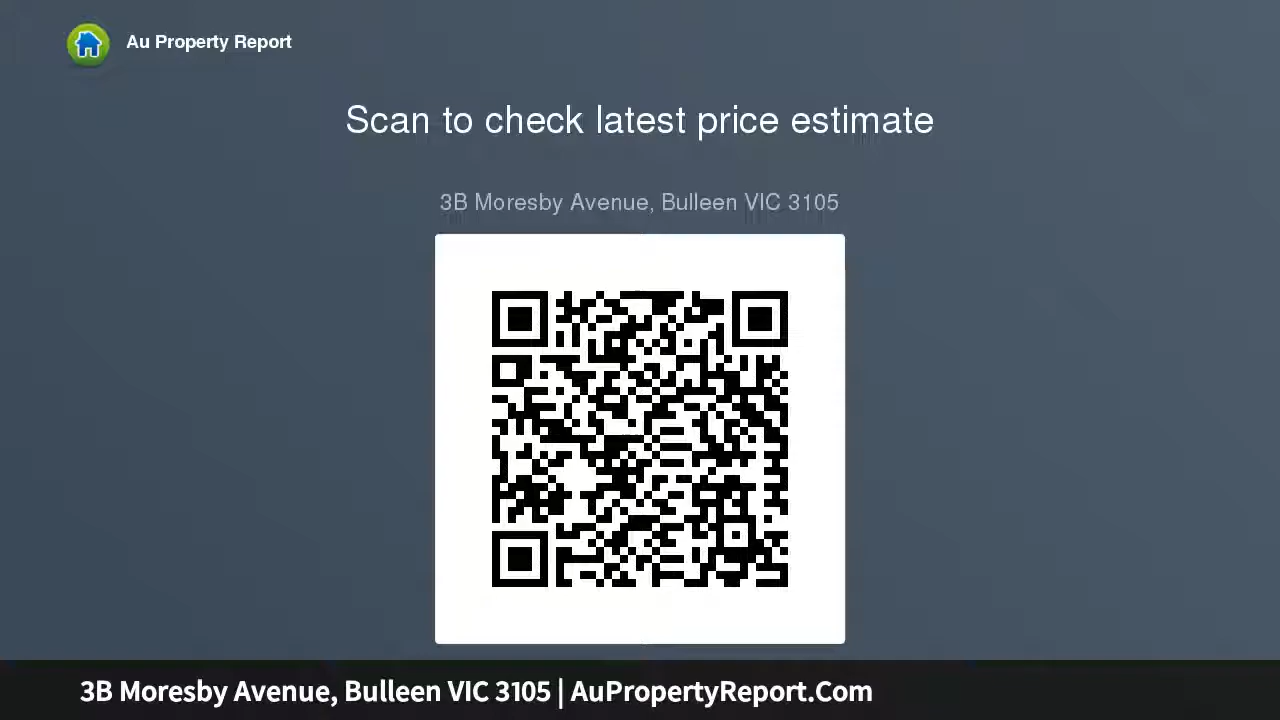 Au Property Report
Scan to check latest price estimate
3B Moresby Avenue, Bulleen VIC 3105
3B Moresby Avenue, Bulleen VIC 3105 | AuPropertyReport.Com